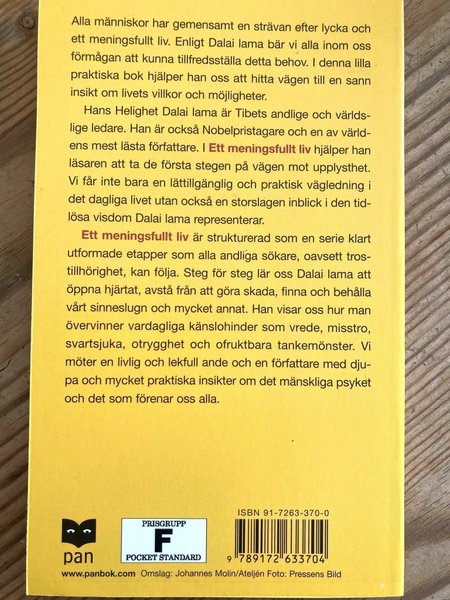 Alla människor har gemensamt en strävan efter lycka och
ett meningsfullt liv. Enligt Dalai lama bär vi alla inom oss
förmågan att kunna tillfredsställa detta behov. I denna lilla
praktiska bok hjälper han oss att hitta vägen till en sann
insikt om livets villkor och möjligheter.
Hans Helighet Dalai lama är Tibets andlige och världs-
lige ledare. Han är också Nobelpristagare och en av värl-
dens mest lästa författare. I Ett meningsfullt liv hjälper han
läsaren att ta de första stegen på vägen mot upplysthet.
Vi får inte bara en lättillgänglig och praktisk vägledning i
det dagliga livet utan också en storslagen inblick i den tid-
lösa visdom Dalai lama representerar.
Ett meningsfullt liv är strukturerad som en serie klart
utformade etapper som alla andliga sökare, oavsett tros-
tillhörighet, kan följa. Steg för steg lär oss Dalai lama att
öppna hjärtat, avstå från att göra skada, finna och behålla
vårt sinneslugn och mycket annat. Han visar oss hur man
övervinner vardagliga känslohinder som vrede, misstro,
svartsjuka, otrygghet och ofruktbara tankemönster. Vi
möter en livlig och lekfull ande och en författare med dju-
pa och mycket praktiska insikter om det mänskliga psyket
och det som förenar oss alla.
ISBN 91-7263-370-0
PRISGRUPP
F
POCKET STANDARD
pan
9 789172 633704
www.panbok.com Omslag: Johannes Molin/Ateljén Foto: Pressens Bild